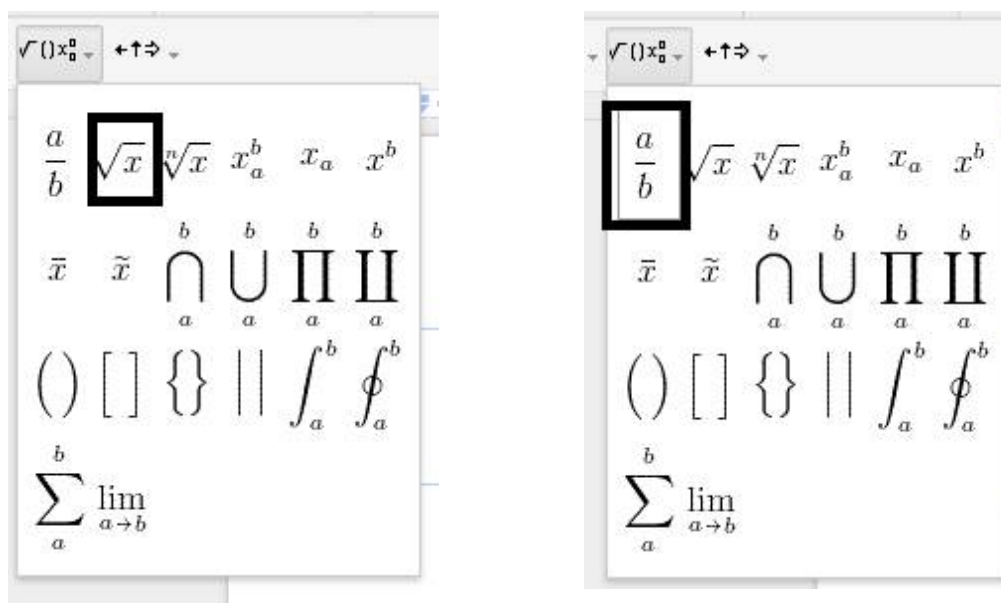 √()x□□ ←↑⇒ √()x□□ ←↑⇒
a/b √x ⁿ√x x_a^b x_a x^b a/b √x ⁿ√x x_a^b x_a x^b
x̄ x̃ ⋂_a^b ⋃_a^b ∏_a^b ∐_a^b x̄ x̃ ⋂_a^b ⋃_a^b ∏_a^b ∐_a^b
() [] {} || ∫_a^b ∮_a^b () [] {} || ∫_a^b ∮_a^b
∑_a^b lim_{a→b} ∑_a^b lim_{a→b}